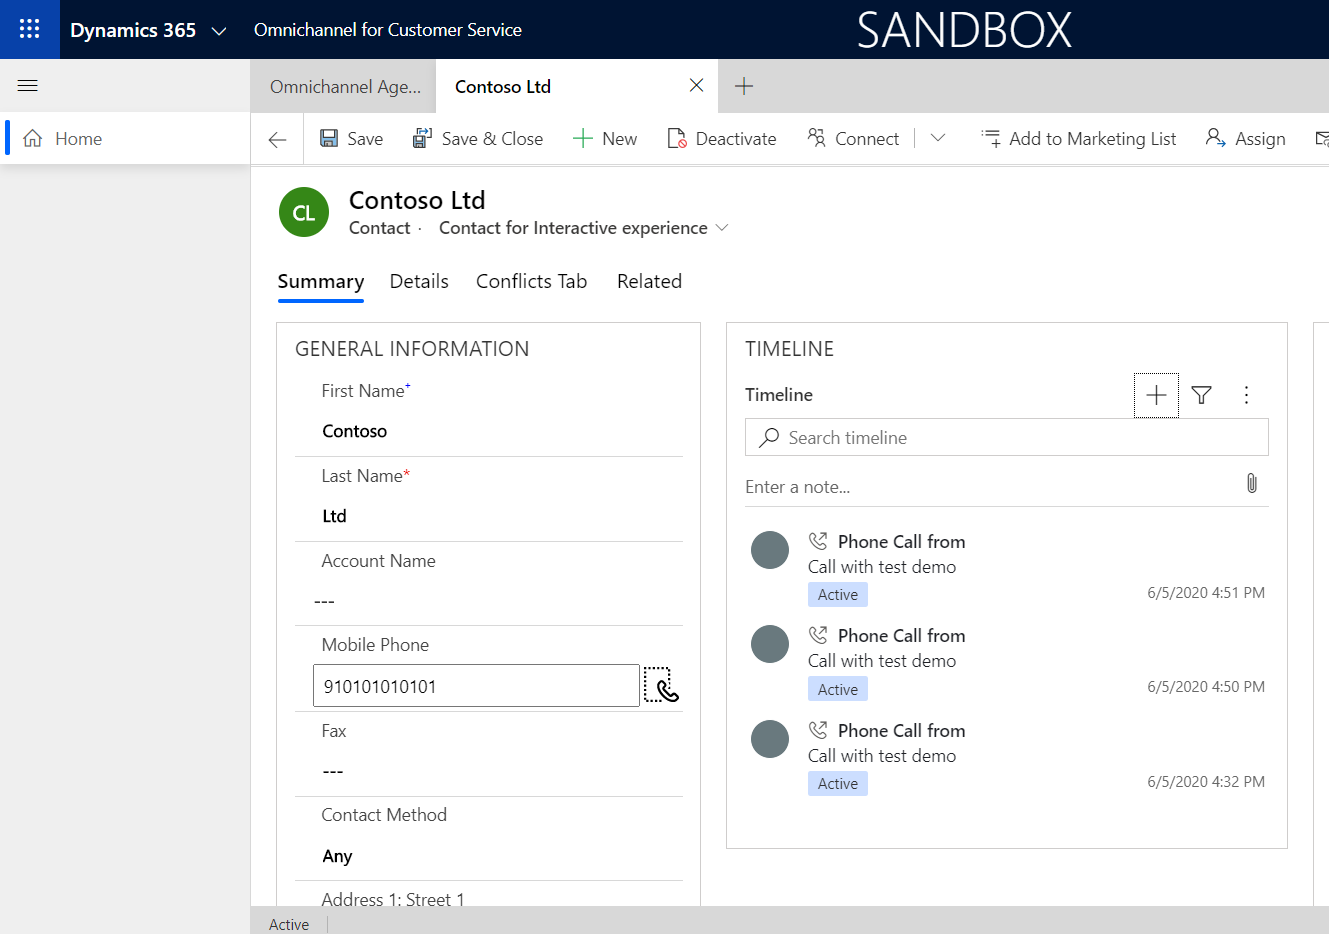 Dynamics 365
Omnichannel for Customer Service
SANDBOX
Omnichannel Age...
Contoso Ltd
Home
Save
Save & Close
New
Deactivate
Connect
Add to Marketing List
Assign
CL
Contoso Ltd
Contact · Contact for Interactive experience
Summary
Details
Conflicts Tab
Related
GENERAL INFORMATION
First Name+
Contoso
Last Name*
Ltd
Account Name
---
Mobile Phone
910101010101
Fax
---
Contact Method
Any
Address 1: Street 1
TIMELINE
Timeline
Search timeline
Enter a note...
Phone Call from
Call with test demo
Active
6/5/2020 4:51 PM
Phone Call from
Call with test demo
Active
6/5/2020 4:50 PM
Phone Call from
Call with test demo
Active
6/5/2020 4:32 PM
Active